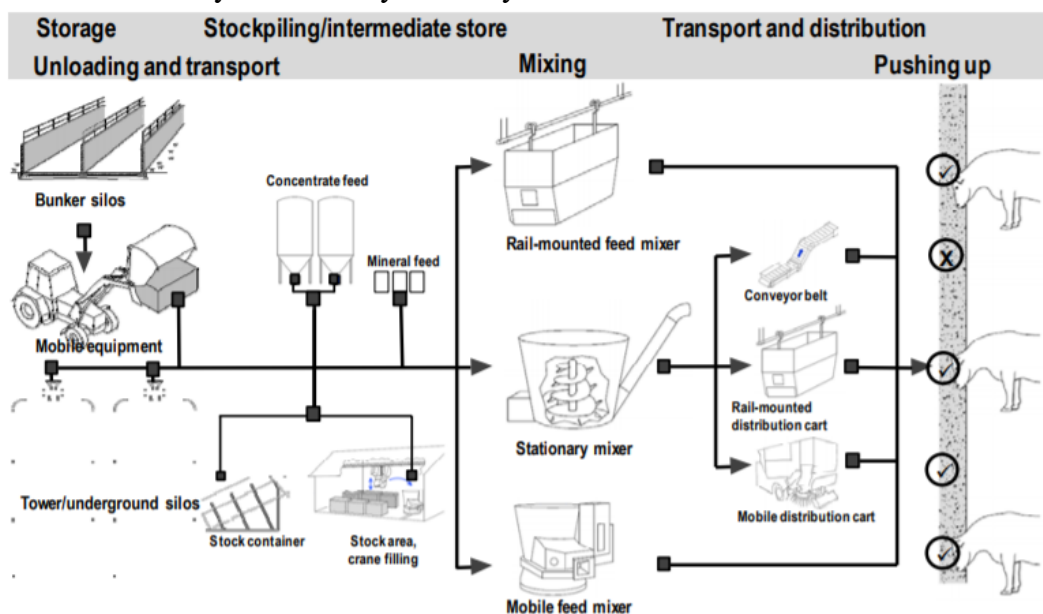 Storage
Stockpiling/intermediate store
Transport and distribution
Unloading and transport
Mixing
Pushing up
Bunker silos
Concentrate feed
Mineral feed
Rail-mounted feed mixer
Conveyor belt
x
Mobile equipment
Stationary mixer
Rail-mounted
distribution cart
Tower/underground silos
Stock container
Stock area,
crane filling
Mobile distribution cart
Mobile feed mixer